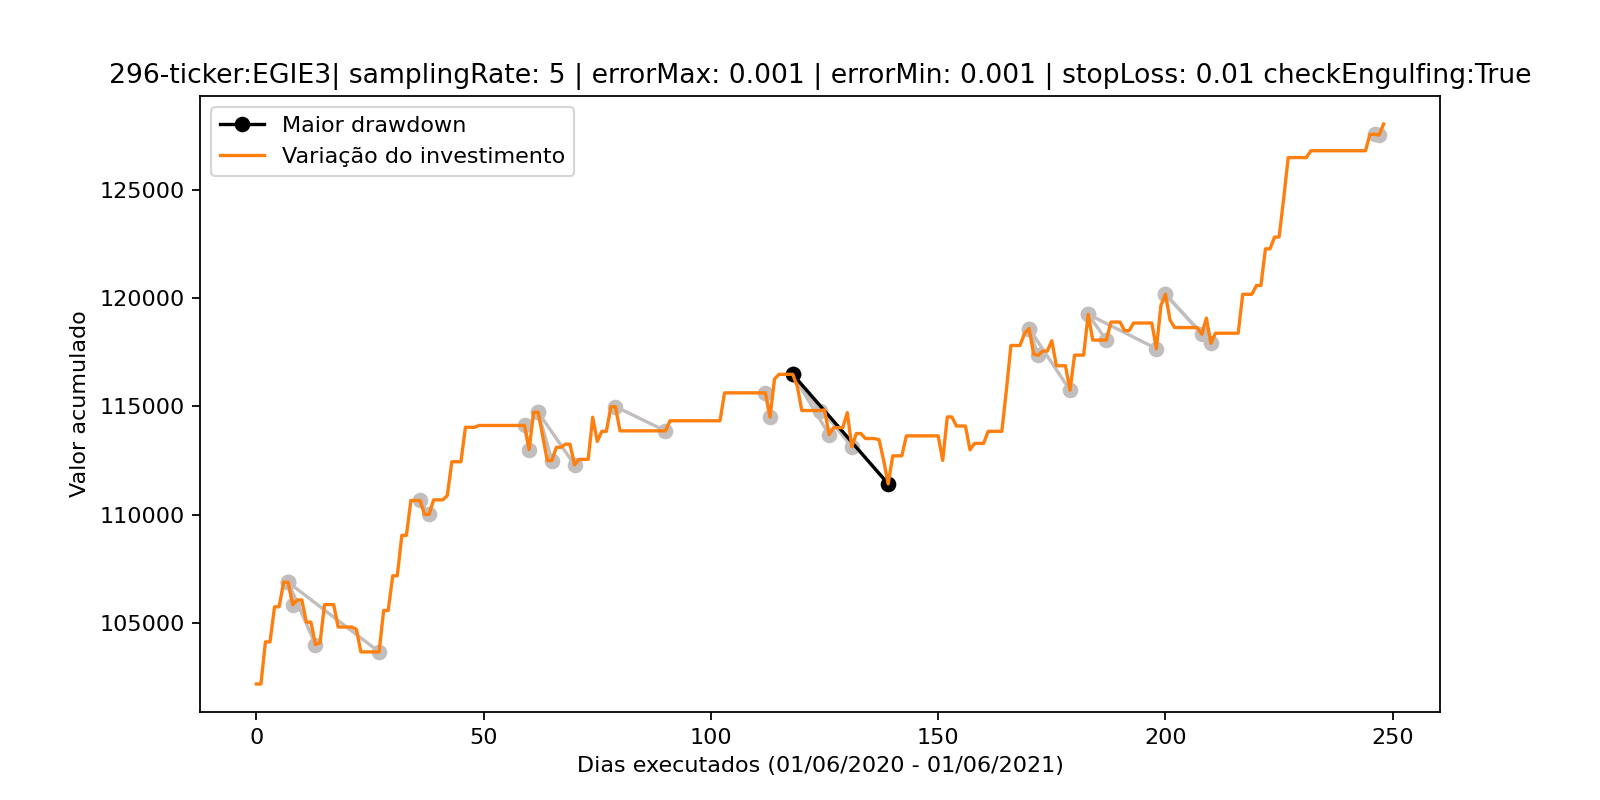 296-ticker:EGIE3| samplingRate: 5 | errorMax: 0.001 | errorMin: 0.001 | stopLoss: 0.01 checkEngulfing:True
Maior drawdown
Variação do investimento
Valor acumulado
125000
120000
115000
110000
105000
0 50 100 150 200 250
Dias executados (01/06/2020 - 01/06/2021)